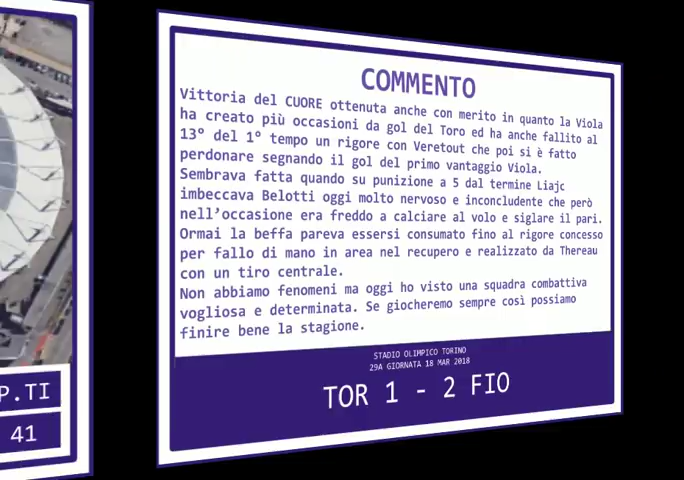 P.TI
41
COMMENTO
Vittoria del CUORE ottenuta anche con merito in quanto la Viola
ha creato più occasioni da gol del Toro ed ha anche fallito al
13° del 1° tempo un rigore con Veretout che poi si è fatto
perdonare segnando il gol del primo vantaggio Viola.
Sembrava fatta quando su punizione a 5 dal termine Liajc
imbeccava Belotti oggi molto nervoso e inconcludente che però
nell'occasione era freddo a calciare al volo e siglare il pari.
Ormai la beffa pareva essersi consumato fino al rigore concesso
per fallo di mano in area nel recupero e realizzato da Thereau
con un tiro centrale.
Non abbiamo fenomeni ma oggi ho visto una squadra combattiva
vogliosa e determinata. Se giocheremo sempre così possiamo
finire bene la stagione.
STADIO OLIMPICO TORINO
29A GIORNATA 18 MAR 2018
TOR 1 - 2 FIO